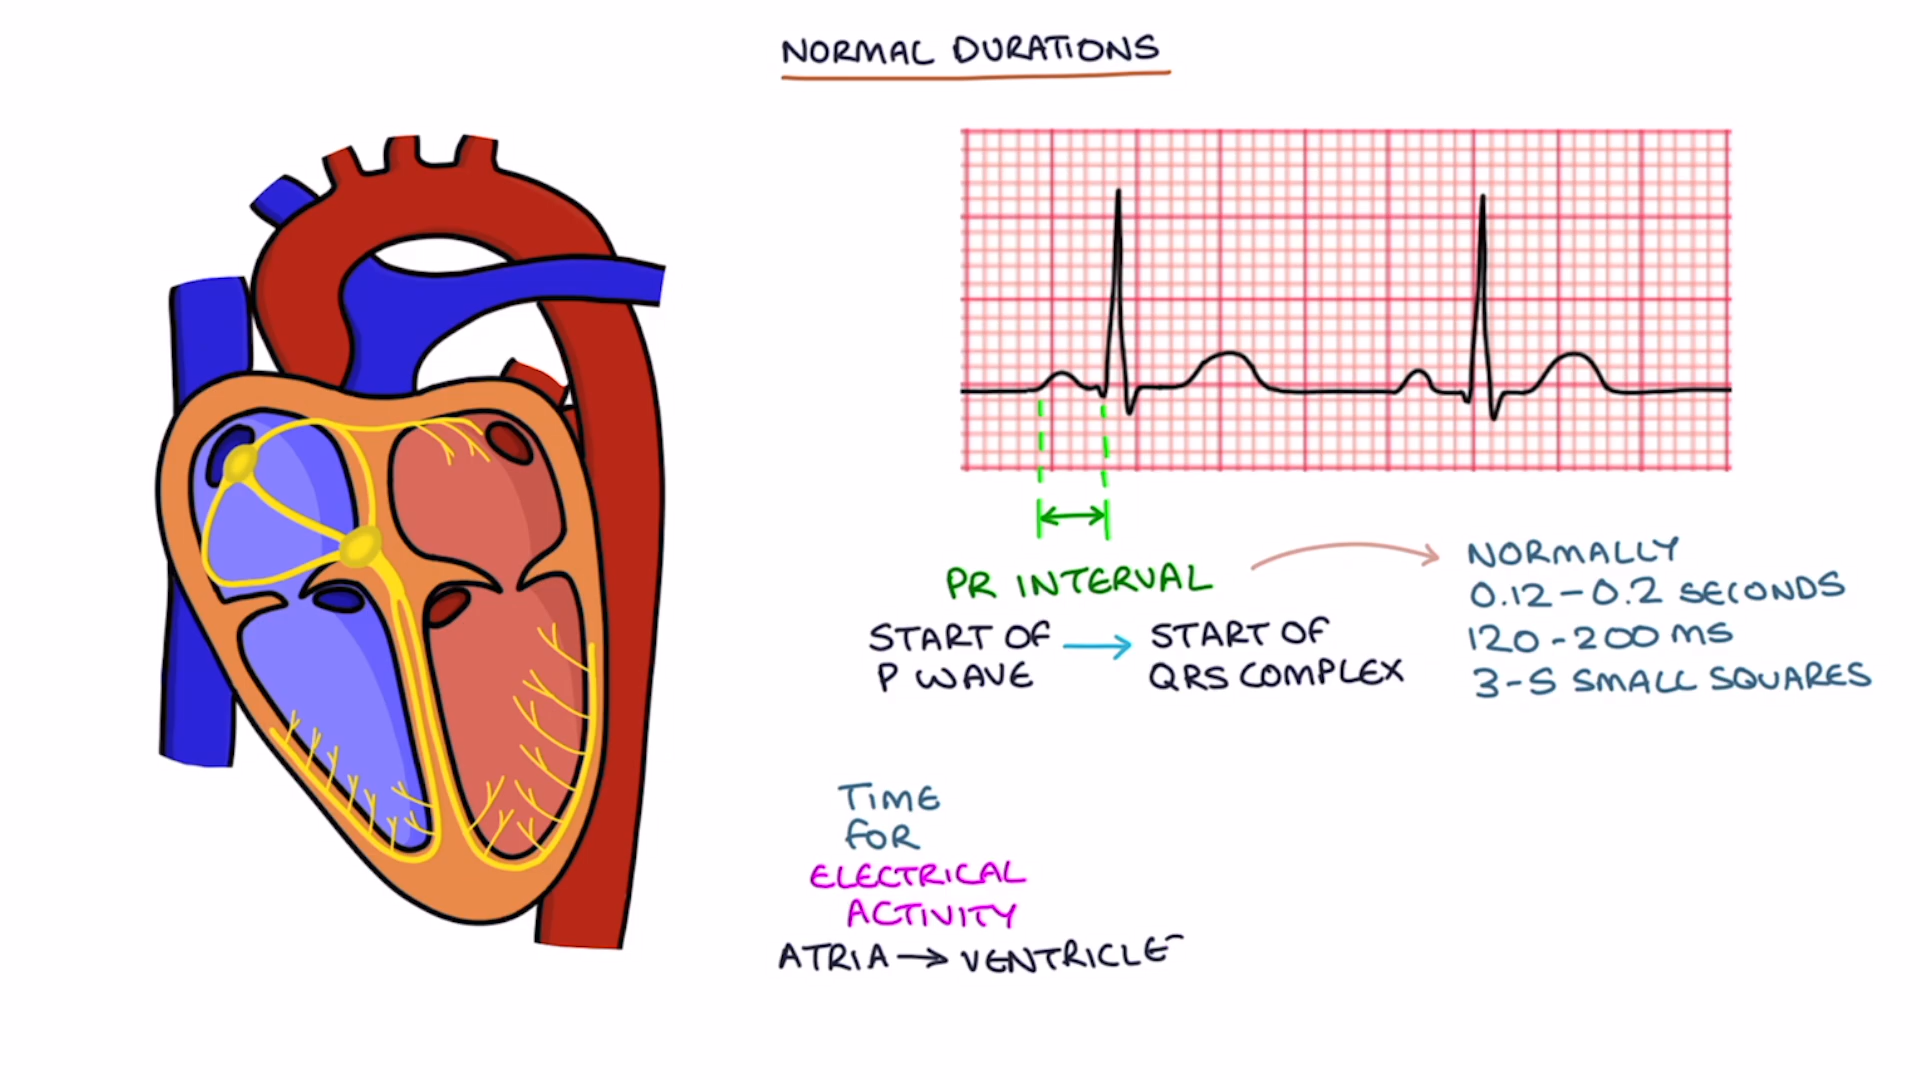 NORMAL DURATIONS
PR INTERVAL
START OF P WAVE → START OF QRS COMPLEX
NORMALLY
0.12-0.2 SECONDS
120-200 MS
3-5 SMALL SQUARES
TIME
FOR
ELECTRICAL
ACTIVITY
ATRIA → VENTRICLE